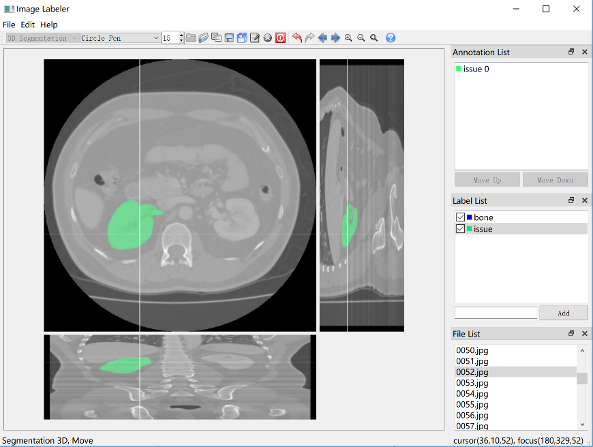 Image Labeler
File Edit Help
3D Segmentation Circle Pen 15
Annotation List
issue 0
Move Up Move Down
Label List
bone
issue
Add
File List
0050.jpg
0051.jpg
0052.jpg
0053.jpg
0054.jpg
0055.jpg
0056.jpg
0057.jpg
Segmentation 3D, Move cursor(36,10,52), focus(180,329,52)